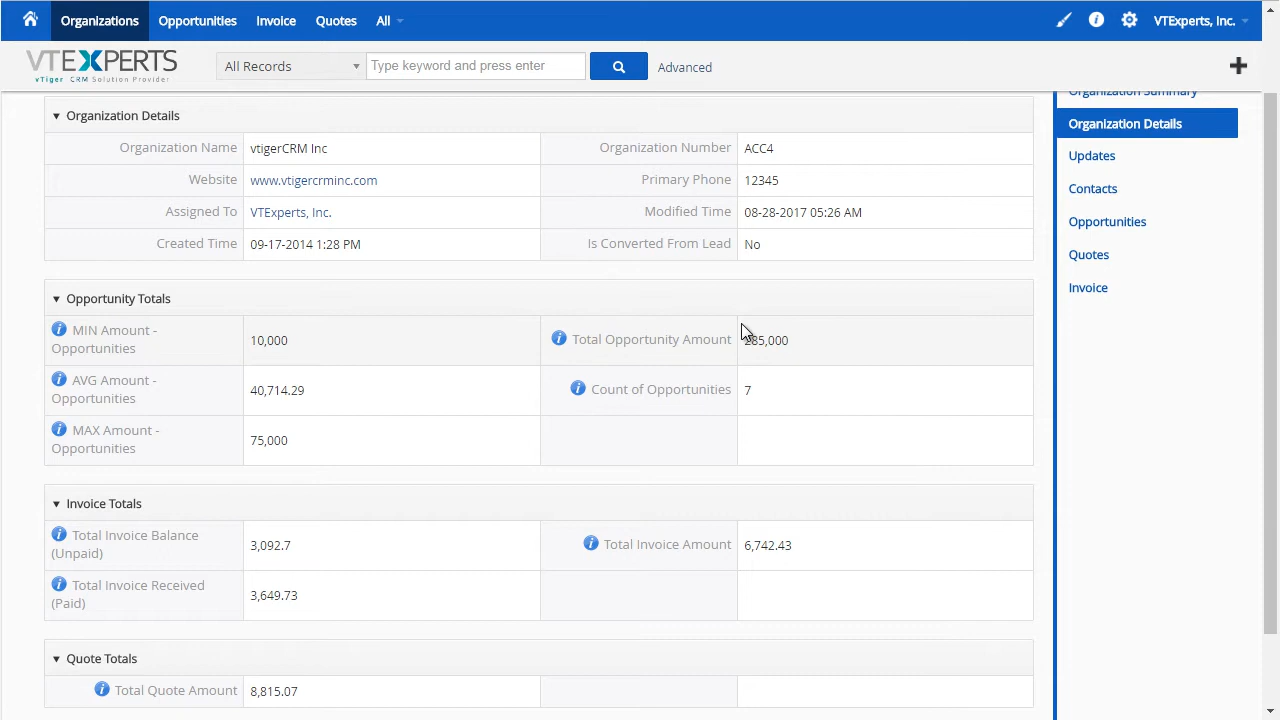 Organizations Opportunities Invoice Quotes All VTExperts, Inc.
VTEXPERTS
vTiger CRM Solution Provider
All Records Type keyword and press enter Advanced
Organization Summary
Organization Details
Updates
Contacts
Opportunities
Quotes
Invoice
Organization Details
Organization Name vtigerCRM Inc Organization Number ACC4
Website www.vtigercrminc.com Primary Phone 12345
Assigned To VTExperts, Inc. Modified Time 08-28-2017 05:26 AM
Created Time 09-17-2014 1:28 PM Is Converted From Lead No
Opportunity Totals
MIN Amount -
Opportunities 10,000 Total Opportunity Amount 285,000
AVG Amount -
Opportunities 40,714.29 Count of Opportunities 7
MAX Amount -
Opportunities 75,000
Invoice Totals
Total Invoice Balance
(Unpaid) 3,092.7 Total Invoice Amount 6,742.43
Total Invoice Received
(Paid) 3,649.73
Quote Totals
Total Quote Amount 8,815.07